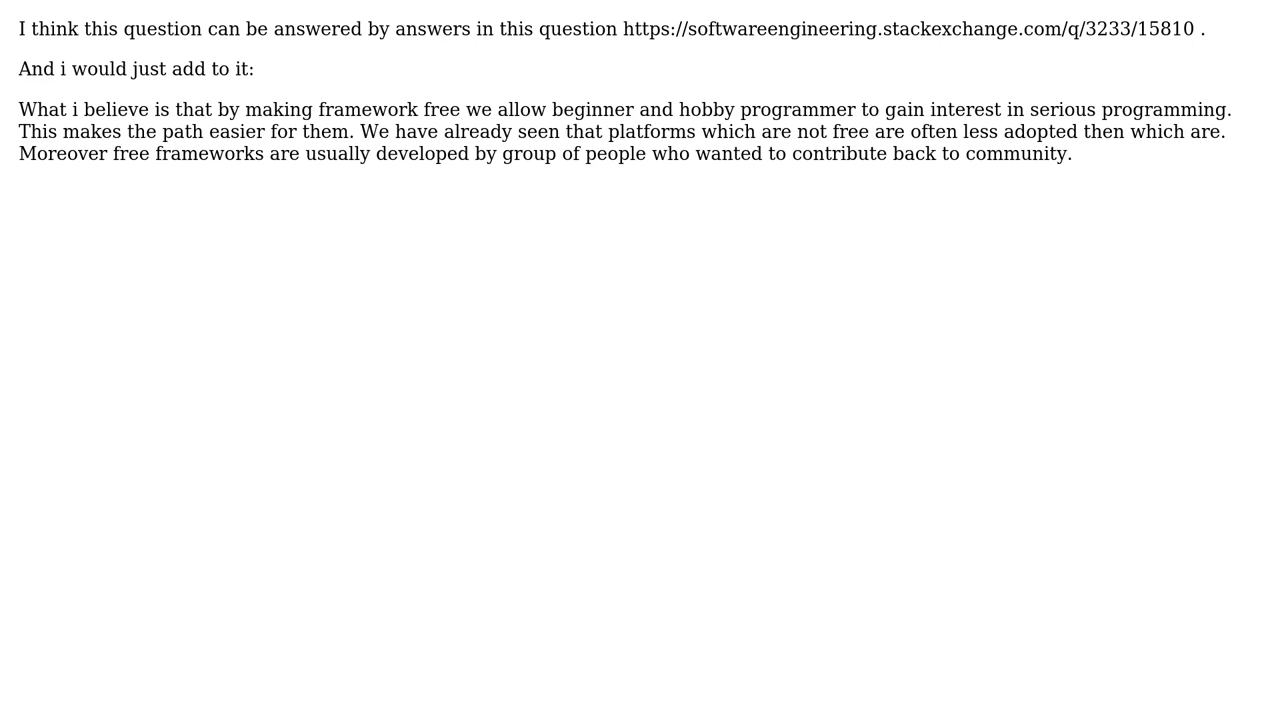 I think this question can be answered by answers in this question https://softwareengineering.stackexchange.com/q/3233/15810 .
And i would just add to it:
What i believe is that by making framework free we allow beginner and hobby programmer to gain interest in serious programming.
This makes the path easier for them. We have already seen that platforms which are not free are often less adopted then which are.
Moreover free frameworks are usually developed by group of people who wanted to contribute back to community.